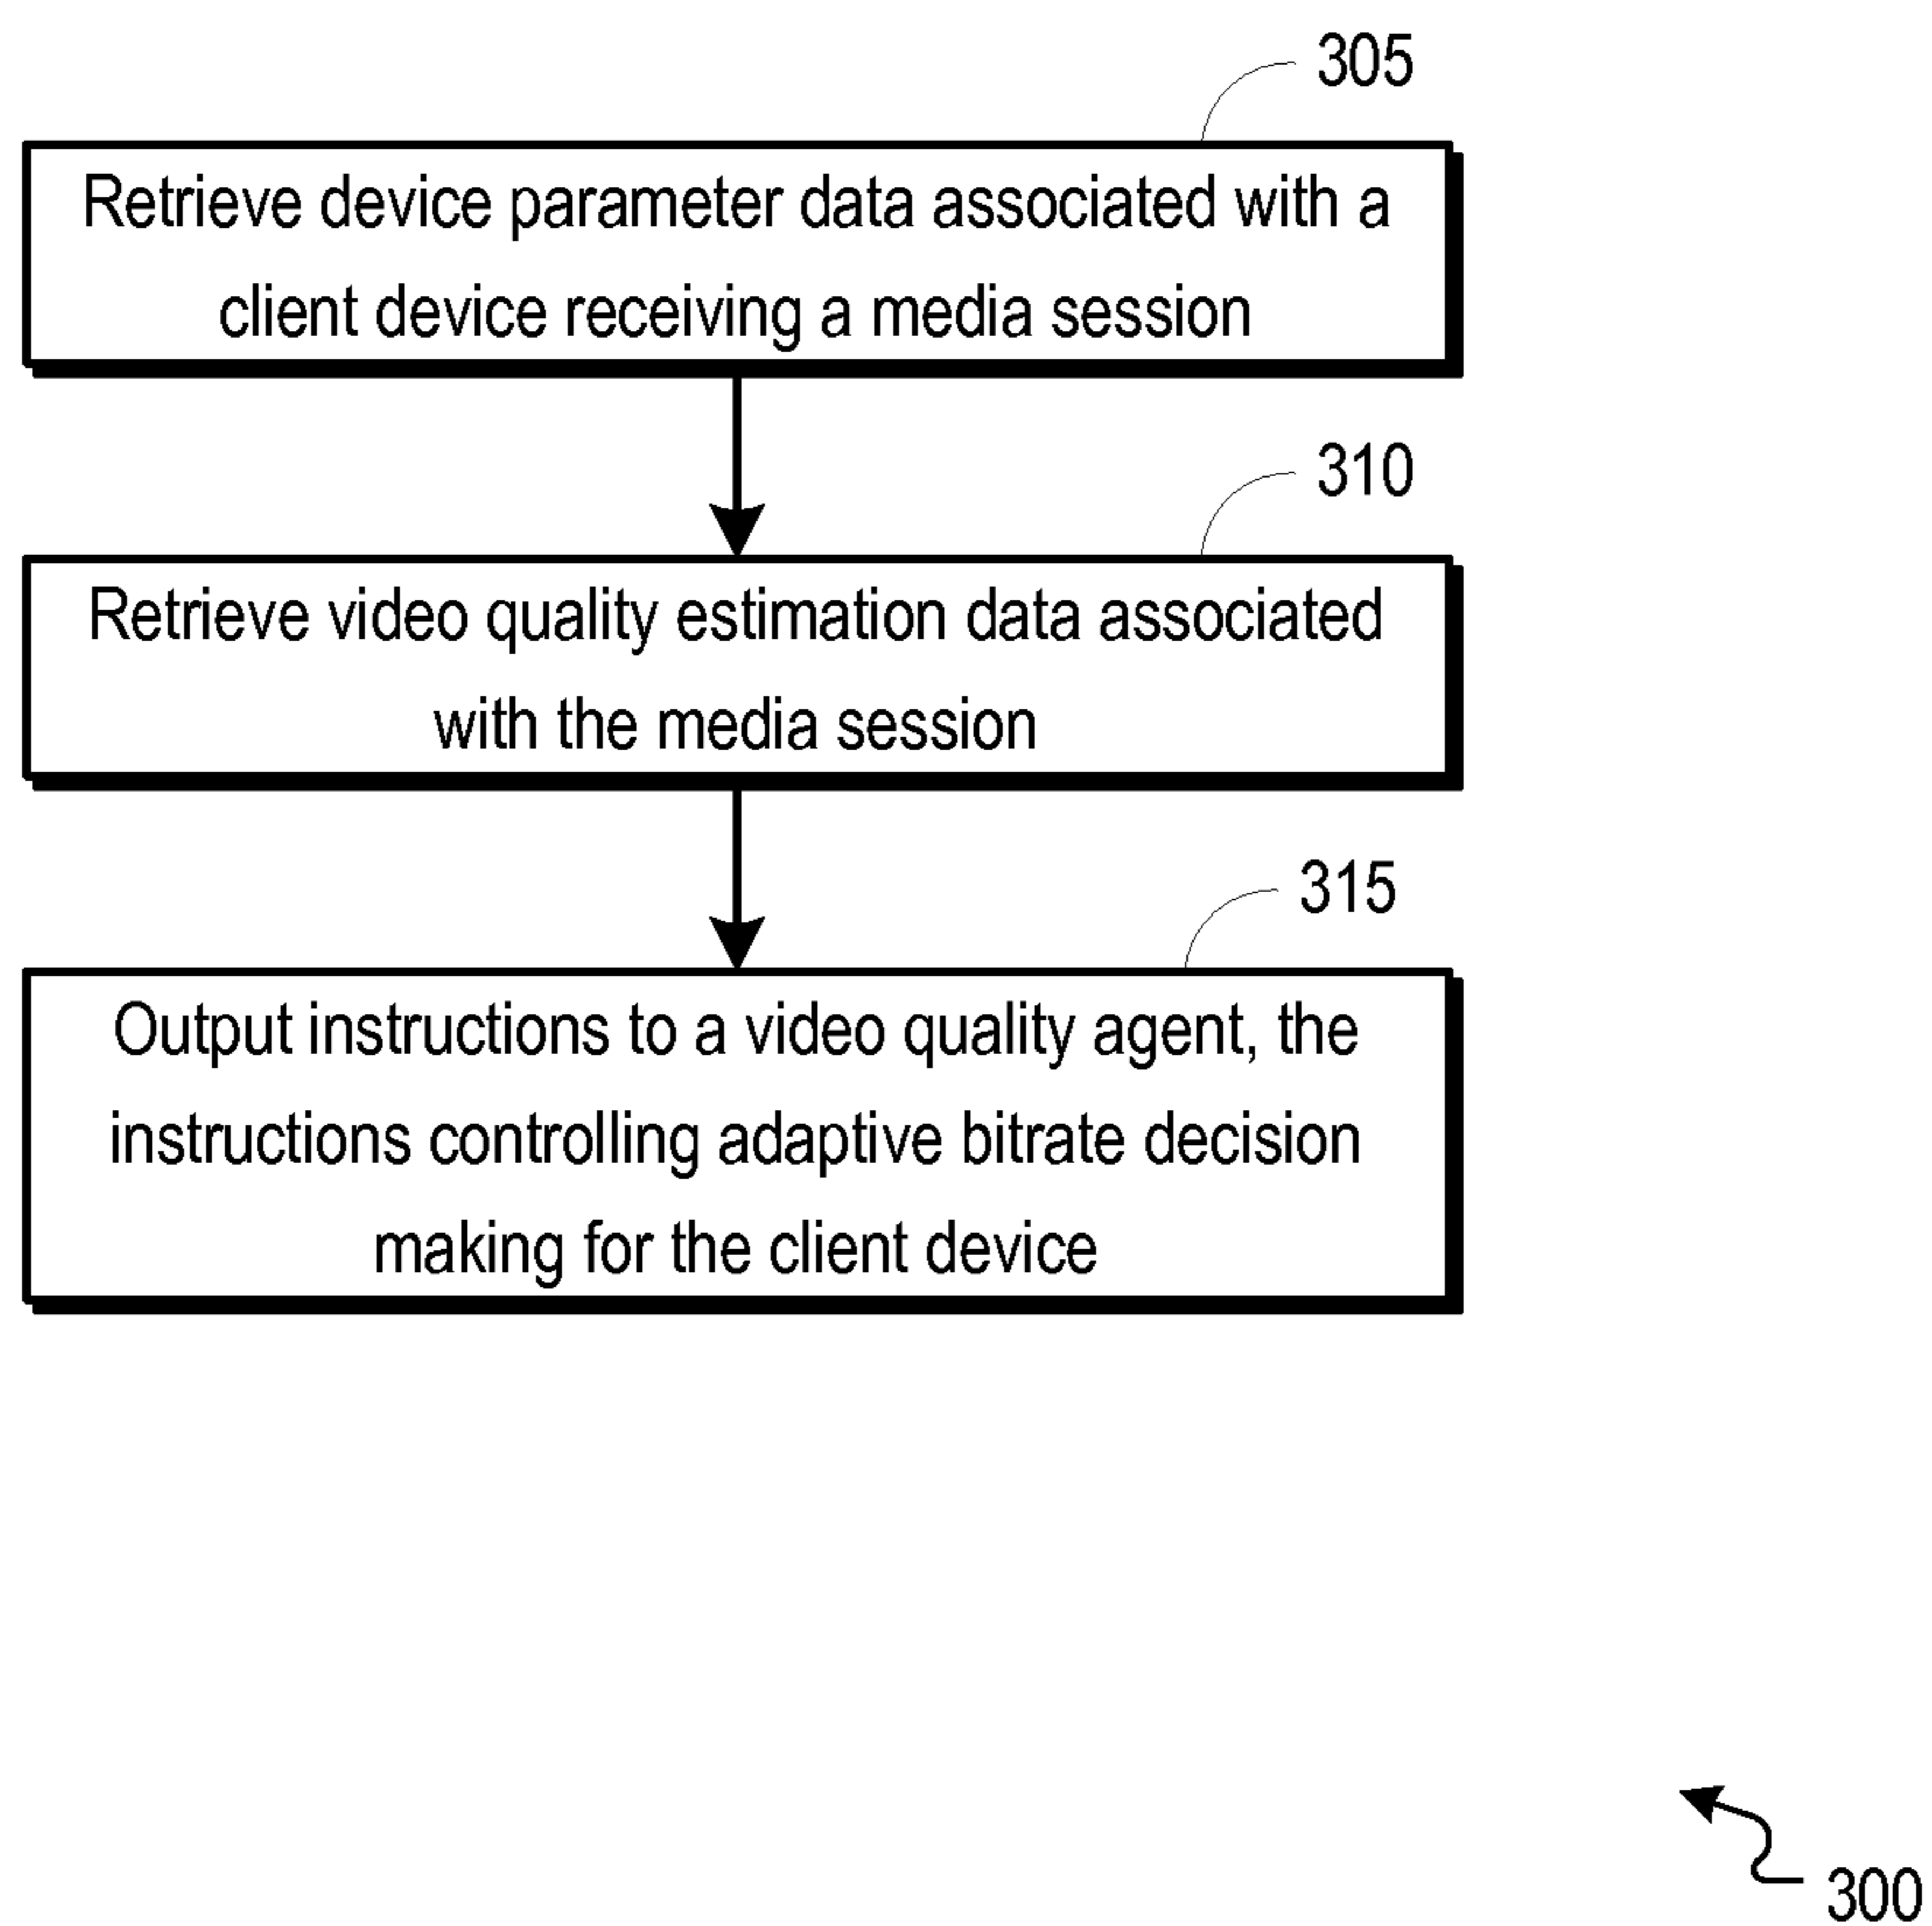 305
Retrieve device parameter data associated with a
client device receiving a media session
310
Retrieve video quality estimation data associated
with the media session
315
Output instructions to a video quality agent, the
instructions controlling adaptive bitrate decision
making for the client device
300